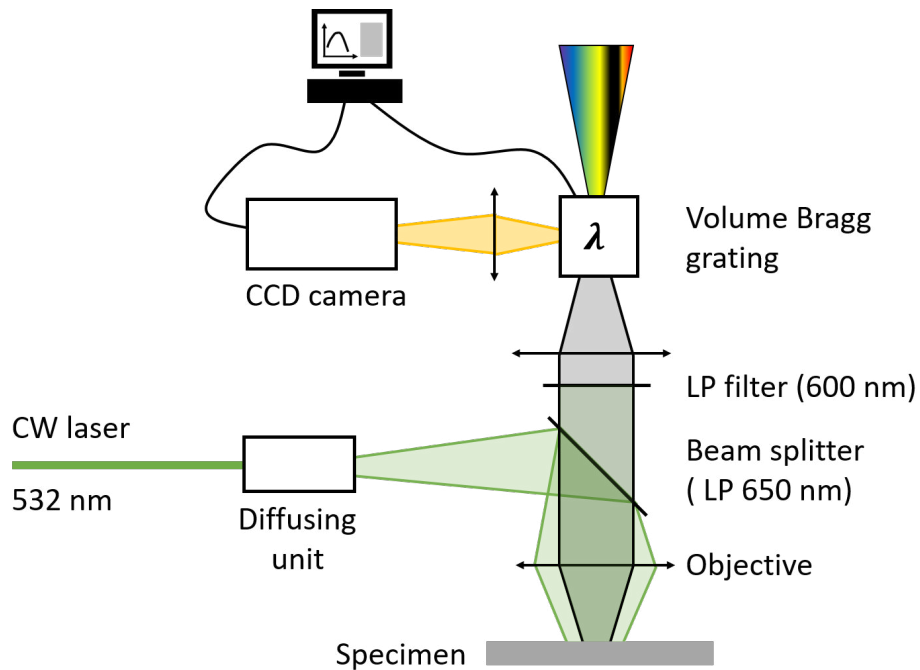 λ
Volume Bragg
grating
CCD camera
LP filter (600 nm)
CW laser
532 nm
Beam splitter
( LP 650 nm)
Diffusing
unit
Objective
Specimen